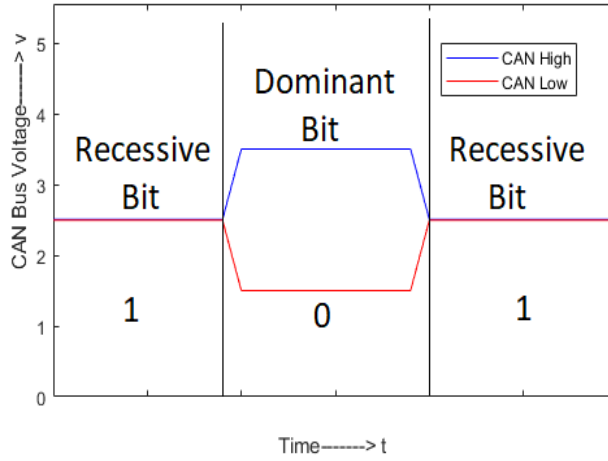 CAN Bus Voltage-------> v
5
4
3
2
1
0
CAN High
CAN Low
Recessive
Bit
Dominant
Bit
Recessive
Bit
1
0
1
Time-------> t